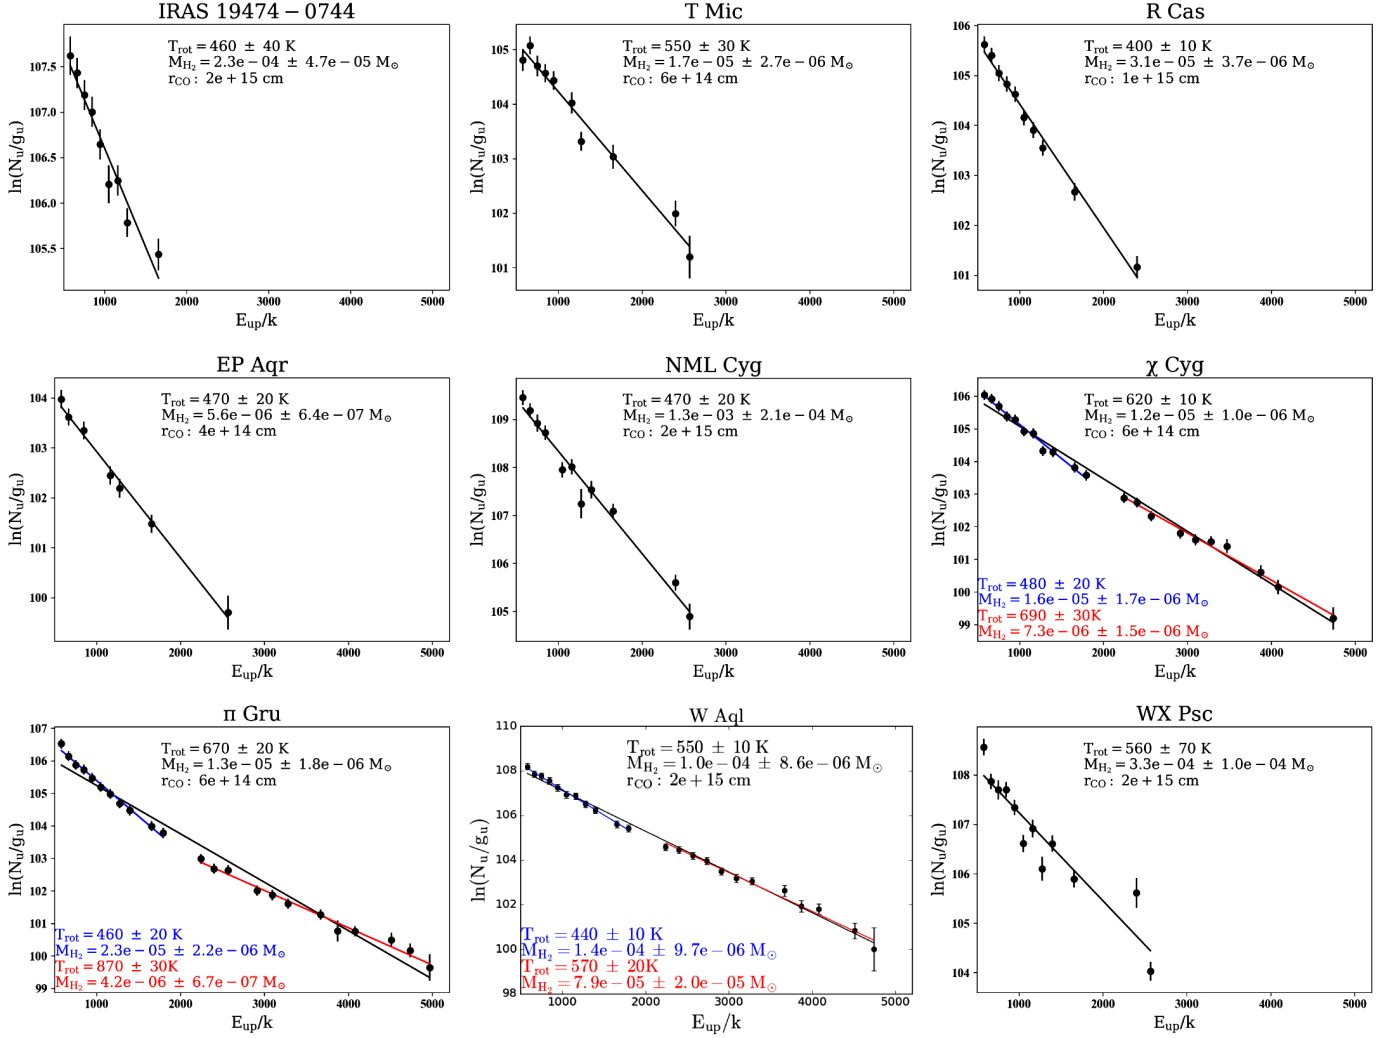 IRAS 19474 − 0744
T_rot = 460 ± 40 K
M_H₂ = 2.3e − 04 ± 4.7e − 05 M⊙
r_CO : 2e + 15 cm
107.5
107.0
106.5
106.0
105.5
ln(N_u/g_u)
1000 2000 3000 4000 5000
E_up/k
T Mic
T_rot = 550 ± 30 K
M_H₂ = 1.7e − 05 ± 2.7e − 06 M⊙
r_CO : 6e + 14 cm
105
104
103
102
101
ln(N_u/g_u)
1000 2000 3000 4000 5000
E_up/k
R Cas
T_rot = 400 ± 10 K
M_H₂ = 3.1e − 05 ± 3.7e − 06 M⊙
r_CO : 1e + 15 cm
106
105
104
103
102
101
ln(N_u/g_u)
1000 2000 3000 4000 5000
E_up/k
EP Aqr
T_rot = 470 ± 20 K
M_H₂ = 5.6e − 06 ± 6.4e − 07 M⊙
r_CO : 4e + 14 cm
104
103
102
101
100
ln(N_u/g_u)
1000 2000 3000 4000 5000
E_up/k
NML Cyg
T_rot = 470 ± 20 K
M_H₂ = 1.3e − 03 ± 2.1e − 04 M⊙
r_CO : 2e + 15 cm
109
108
107
106
105
ln(N_u/g_u)
1000 2000 3000 4000 5000
E_up/k
χ Cyg
T_rot = 620 ± 10 K
M_H₂ = 1.2e − 05 ± 1.0e − 06 M⊙
r_CO : 6e + 14 cm
106
105
104
103
102
101
100
99
ln(N_u/g_u)
T_rot = 480 ± 20 K
M_H₂ = 1.6e − 05 ± 1.7e − 06 M⊙
T_rot = 690 ± 30K
M_H₂ = 7.3e − 06 ± 1.5e − 06 M⊙
1000 2000 3000 4000 5000
E_up/k
π Gru
T_rot = 670 ± 20 K
M_H₂ = 1.3e − 05 ± 1.8e − 06 M⊙
r_CO : 6e + 14 cm
107
106
105
104
103
102
101
100
99
ln(N_u/g_u)
T_rot = 460 ± 20 K
M_H₂ = 2.3e − 05 ± 2.2e − 06 M⊙
T_rot = 870 ± 30K
M_H₂ = 4.2e − 06 ± 6.7e − 07 M⊙
1000 2000 3000 4000 5000
E_up/k
W Aql
T_rot = 550 ± 10 K
M_H₂ = 1.0e − 04 ± 8.6e − 06 M⊙
r_CO : 2e + 15 cm
110
108
106
104
102
100
98
ln(N_u/g_u)
T_rot = 440 ± 10 K
M_H₂ = 1.4e − 04 ± 9.7e − 06 M⊙
T_rot = 570 ± 20K
M_H₂ = 7.9e − 05 ± 2.0e − 05 M⊙
1000 2000 3000 4000 5000
E_up/k
WX Psc
T_rot = 560 ± 70 K
M_H₂ = 3.3e − 04 ± 1.0e − 04 M⊙
r_CO : 2e + 15 cm
108
107
106
105
104
ln(N_u/g_u)
1000 2000 3000 4000 5000
E_up/k